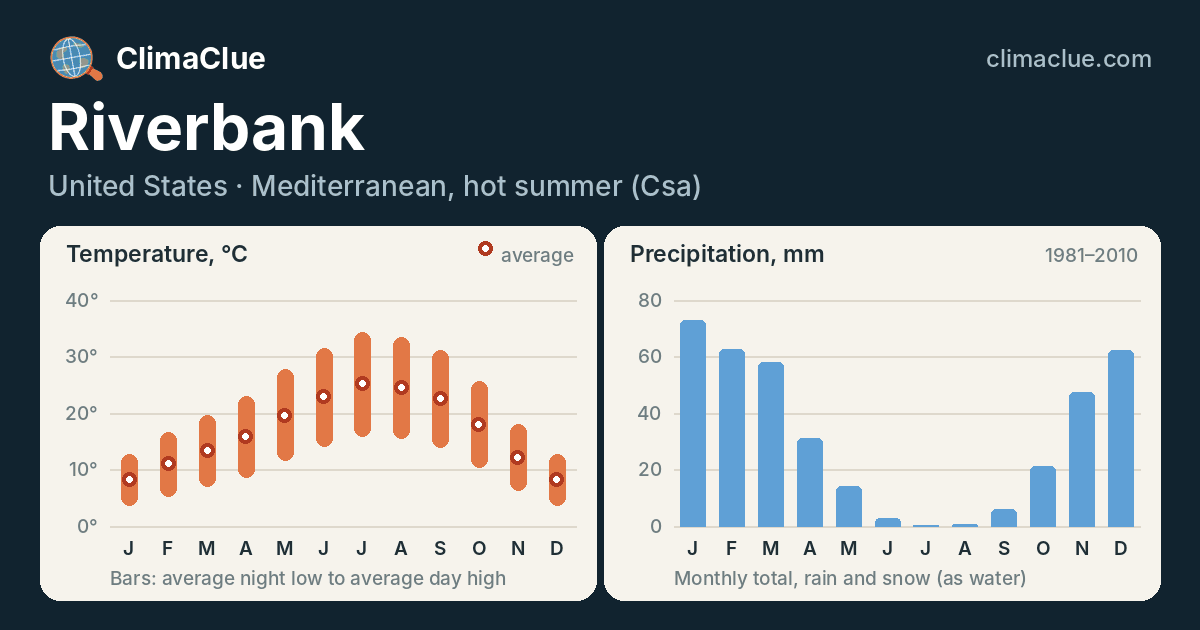 ClimaClue
climaclue.com
Riverbank
United States · Mediterranean, hot summer (Csa)
Temperature, °C
average
40°
30°
20°
10°
0°
J F M A M J J A S O N D
Bars: average night low to average day high
Precipitation, mm
1981–2010
80
60
40
20
0
J F M A M J J A S O N D
Monthly total, rain and snow (as water)